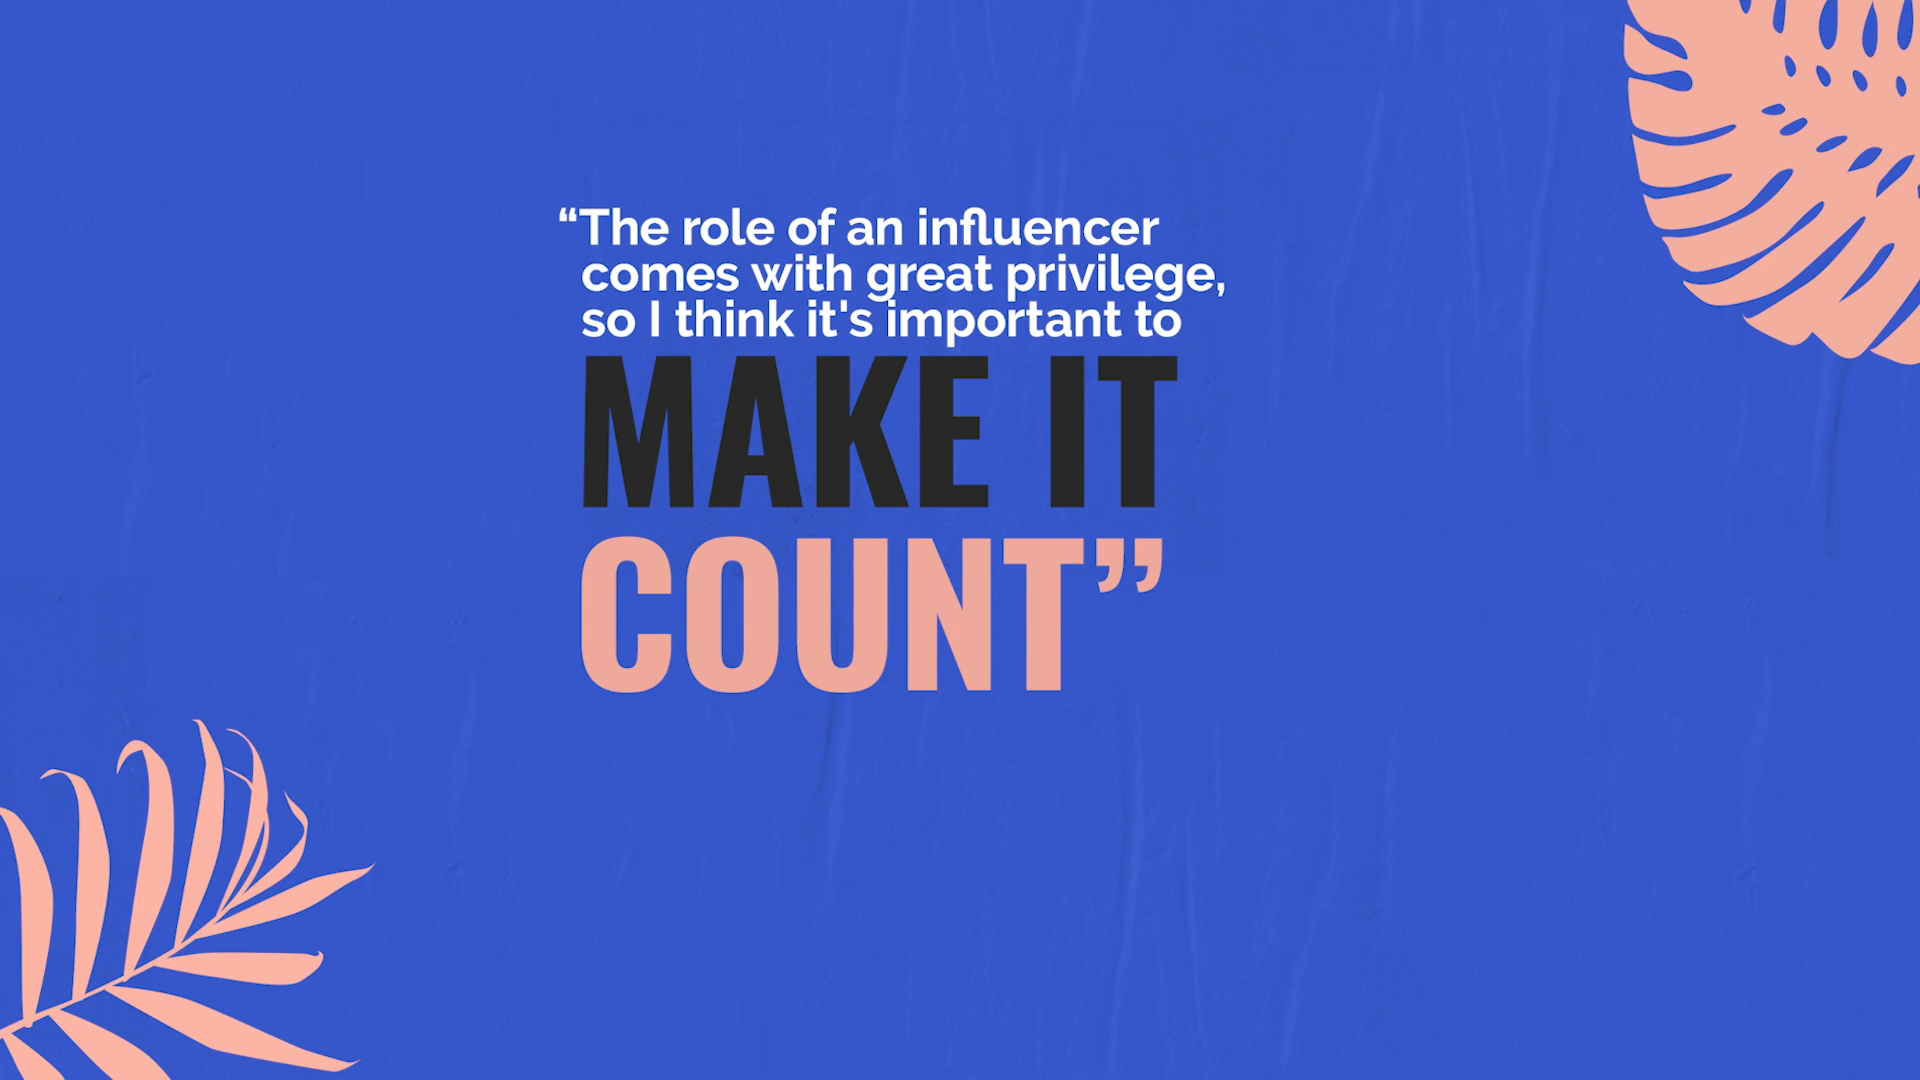 “The role of an influencer
comes with great privilege,
so I think it's important to
MAKE IT
COUNT”